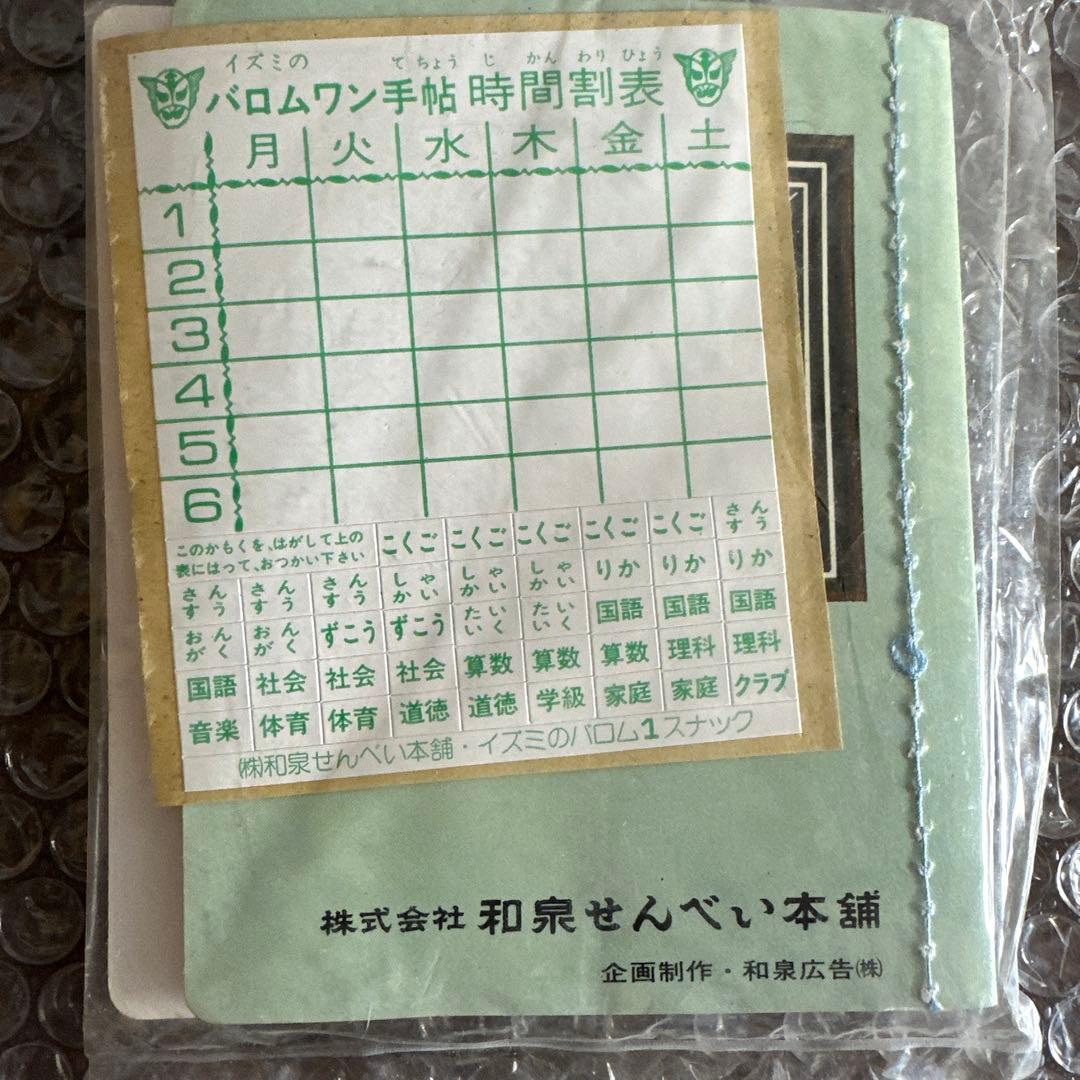 イズミの
てちょう じかんわりひょう
バロムワン手帖 時間割表
月 火 水 木 金 土
1
2
3
4
5
6
このかもくを、はがして上の
表にはって、おつかい下さい
こくご こくご こくご こくご こくご さんすう
さんすう さんすう さんすう しゃかい しゃかい しゃかい りか りか りか
おんがく おんがく ずこう ずこう たいいく たいいく 国語 国語 国語
国語 社会 社会 社会 算数 算数 算数 理科 理科
音楽 体育 体育 道徳 道徳 学級 家庭 家庭 クラブ
㈱和泉せんべい本舗・イズミのバロム1スナック
株式会社 和泉せんべい本舗
企画制作・和泉広告㈱